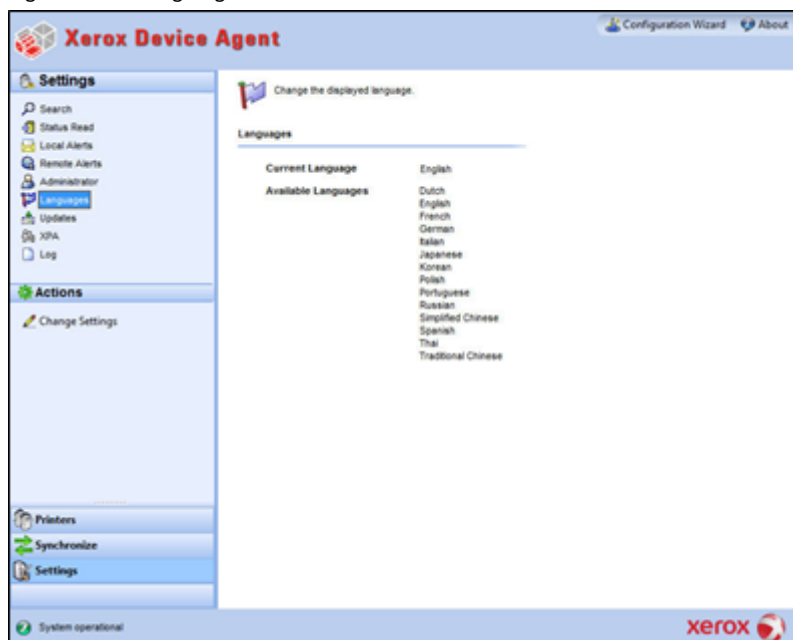 Xerox Device Agent
Configuration Wizard
About
Settings
Search
Status Read
Local Alerts
Remote Alerts
Administrator
Languages
Updates
XPA
Log
Actions
Change Settings
Printers
Synchronize
Settings
System operational
Change the displayed language.
Languages
Current Language English
Available Languages Dutch
English
French
German
Italian
Japanese
Korean
Polish
Portuguese
Russian
Simplified Chinese
Spanish
Thai
Traditional Chinese
xerox